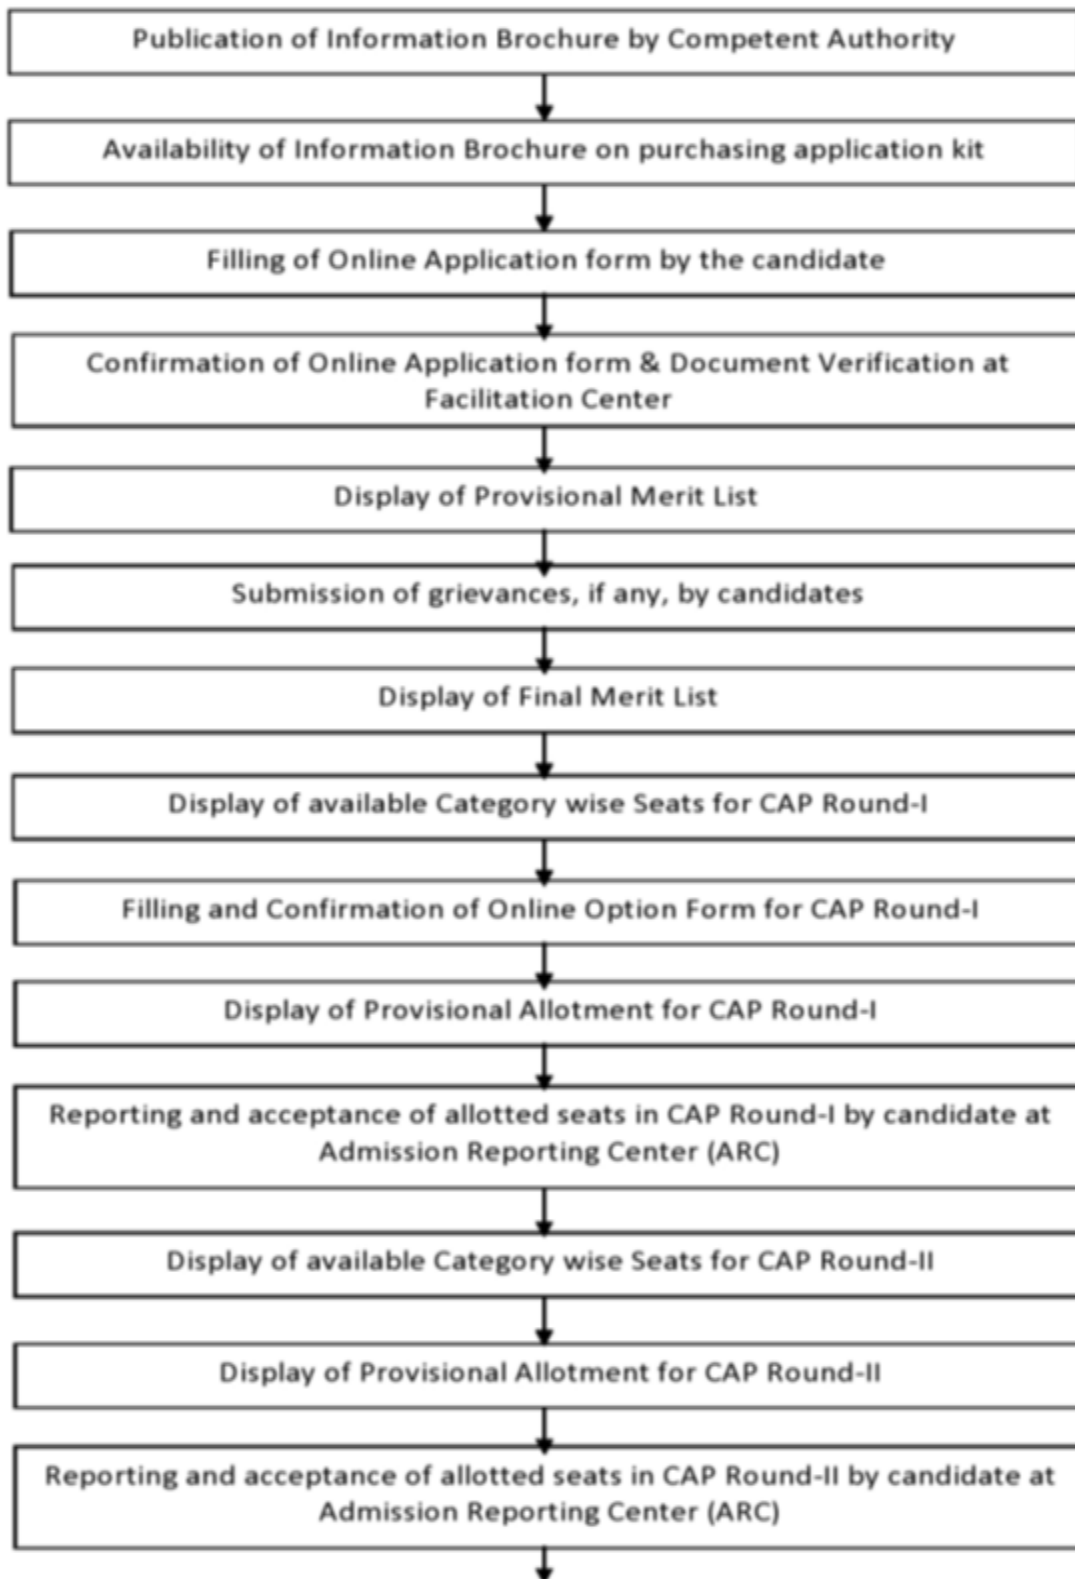 Publication of Information Brochure by Competent Authority
Availability of Information Brochure on purchasing application kit
Filling of Online Application form by the candidate
Confirmation of Online Application form & Document Verification at
Facilitation Center
Display of Provisional Merit List
Submission of grievances, if any, by candidates
Display of Final Merit List
Display of available Category wise Seats for CAP Round-I
Filling and Confirmation of Online Option Form for CAP Round-I
Display of Provisional Allotment for CAP Round-I
Reporting and acceptance of allotted seats in CAP Round-I by candidate at
Admission Reporting Center (ARC)
Display of available Category wise Seats for CAP Round-II
Display of Provisional Allotment for CAP Round-II
Reporting and acceptance of allotted seats in CAP Round-II by candidate at
Admission Reporting Center (ARC)